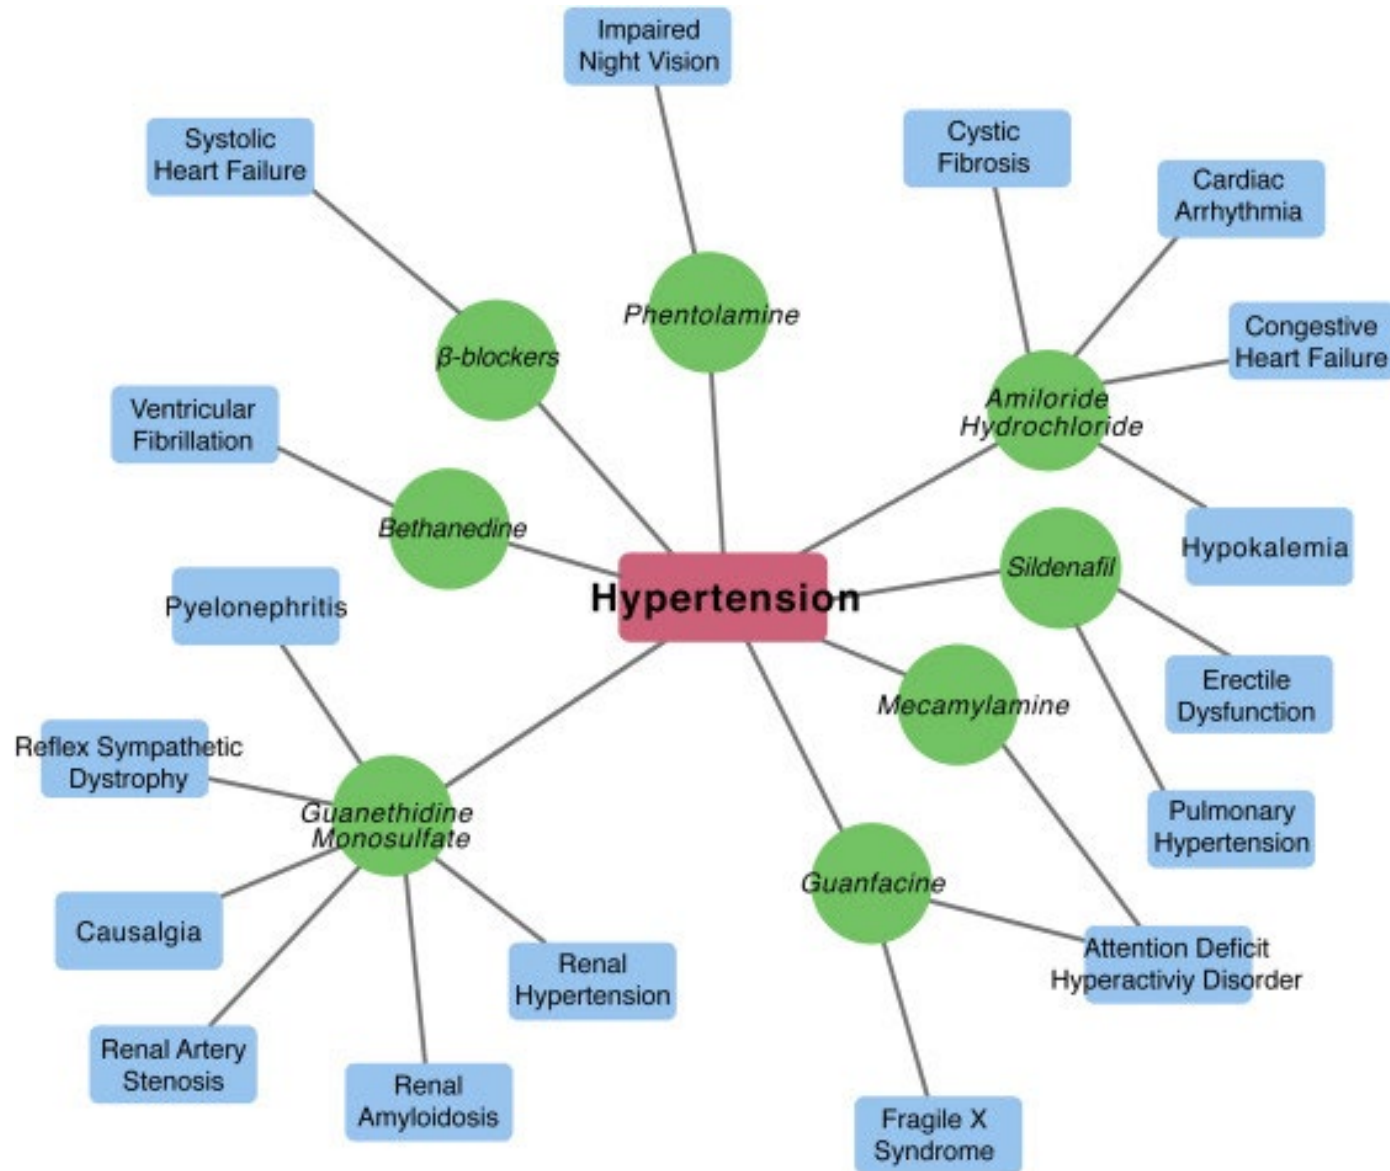 Impaired
Night Vision
Systolic
Heart Failure
Cystic
Fibrosis
Cardiac
Arrhythmia
Phentolamine
β-blockers
Congestive
Heart Failure
Amiloride
Hydrochloride
Ventricular
Fibrillation
Bethanedine
Hypokalemia
Sildenafil
Hypertension
Pyelonephritis
Erectile
Dysfunction
Mecamylamine
Reflex Sympathetic
Dystrophy
Guanethidine
Monosulfate
Pulmonary
Hypertension
Guanfacine
Causalgia
Renal
Hypertension
Attention Deficit
Hyperactiviy Disorder
Renal Artery
Stenosis
Renal
Amyloidosis
Fragile X
Syndrome